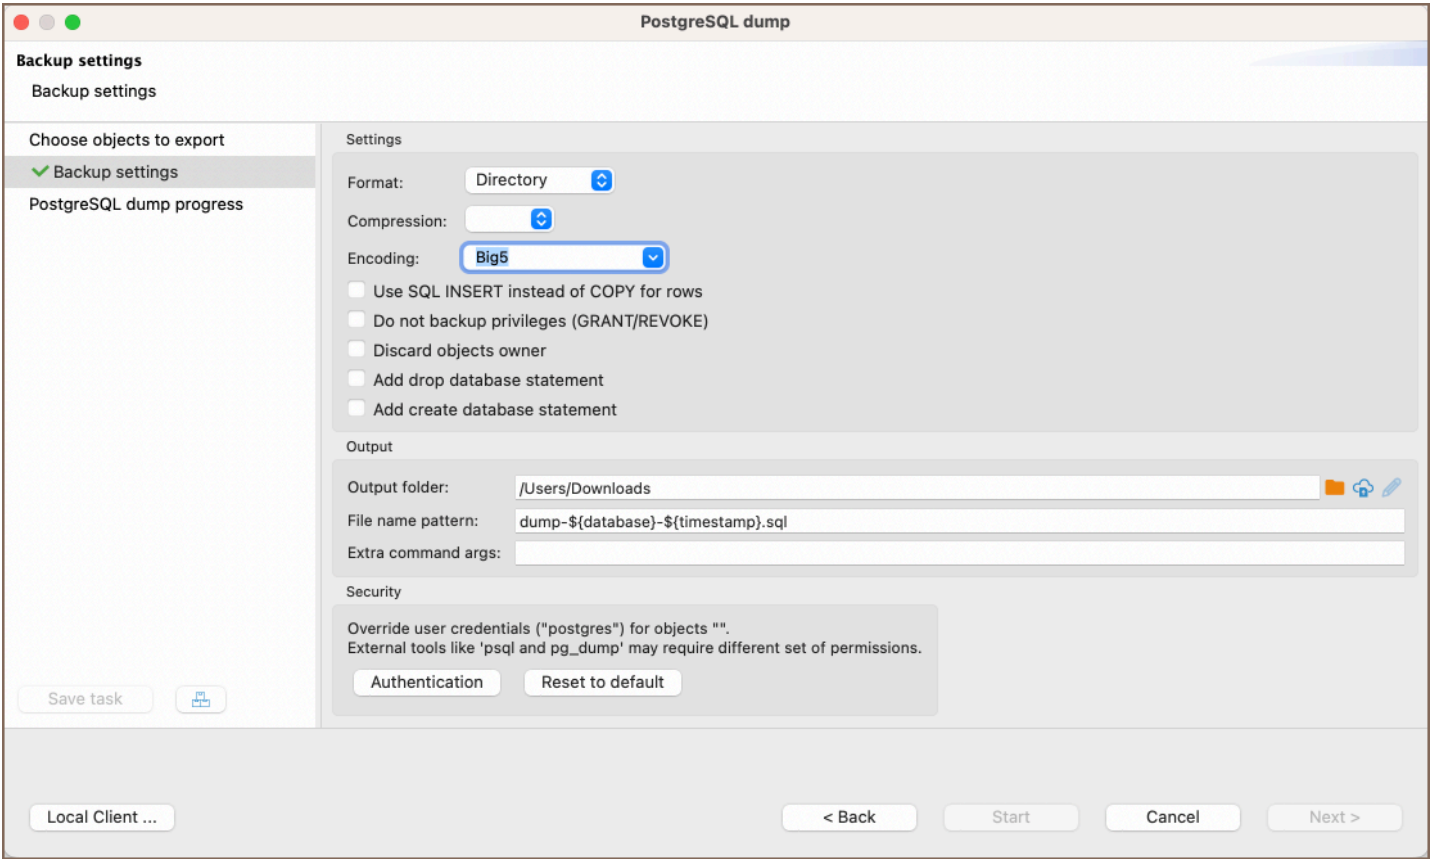 PostgreSQL dump
Backup settings
Backup settings
Choose objects to export
Backup settings
PostgreSQL dump progress
Save task
Settings
Format: Directory
Compression:
Encoding: Big5
Use SQL INSERT instead of COPY for rows
Do not backup privileges (GRANT/REVOKE)
Discard objects owner
Add drop database statement
Add create database statement
Output
Output folder: /Users/Downloads
File name pattern: dump-${database}-${timestamp}.sql
Extra command args:
Security
Override user credentials ("postgres") for objects "".
External tools like 'psql and pg_dump' may require different set of permissions.
Authentication Reset to default
Local Client ... < Back Start Cancel Next >